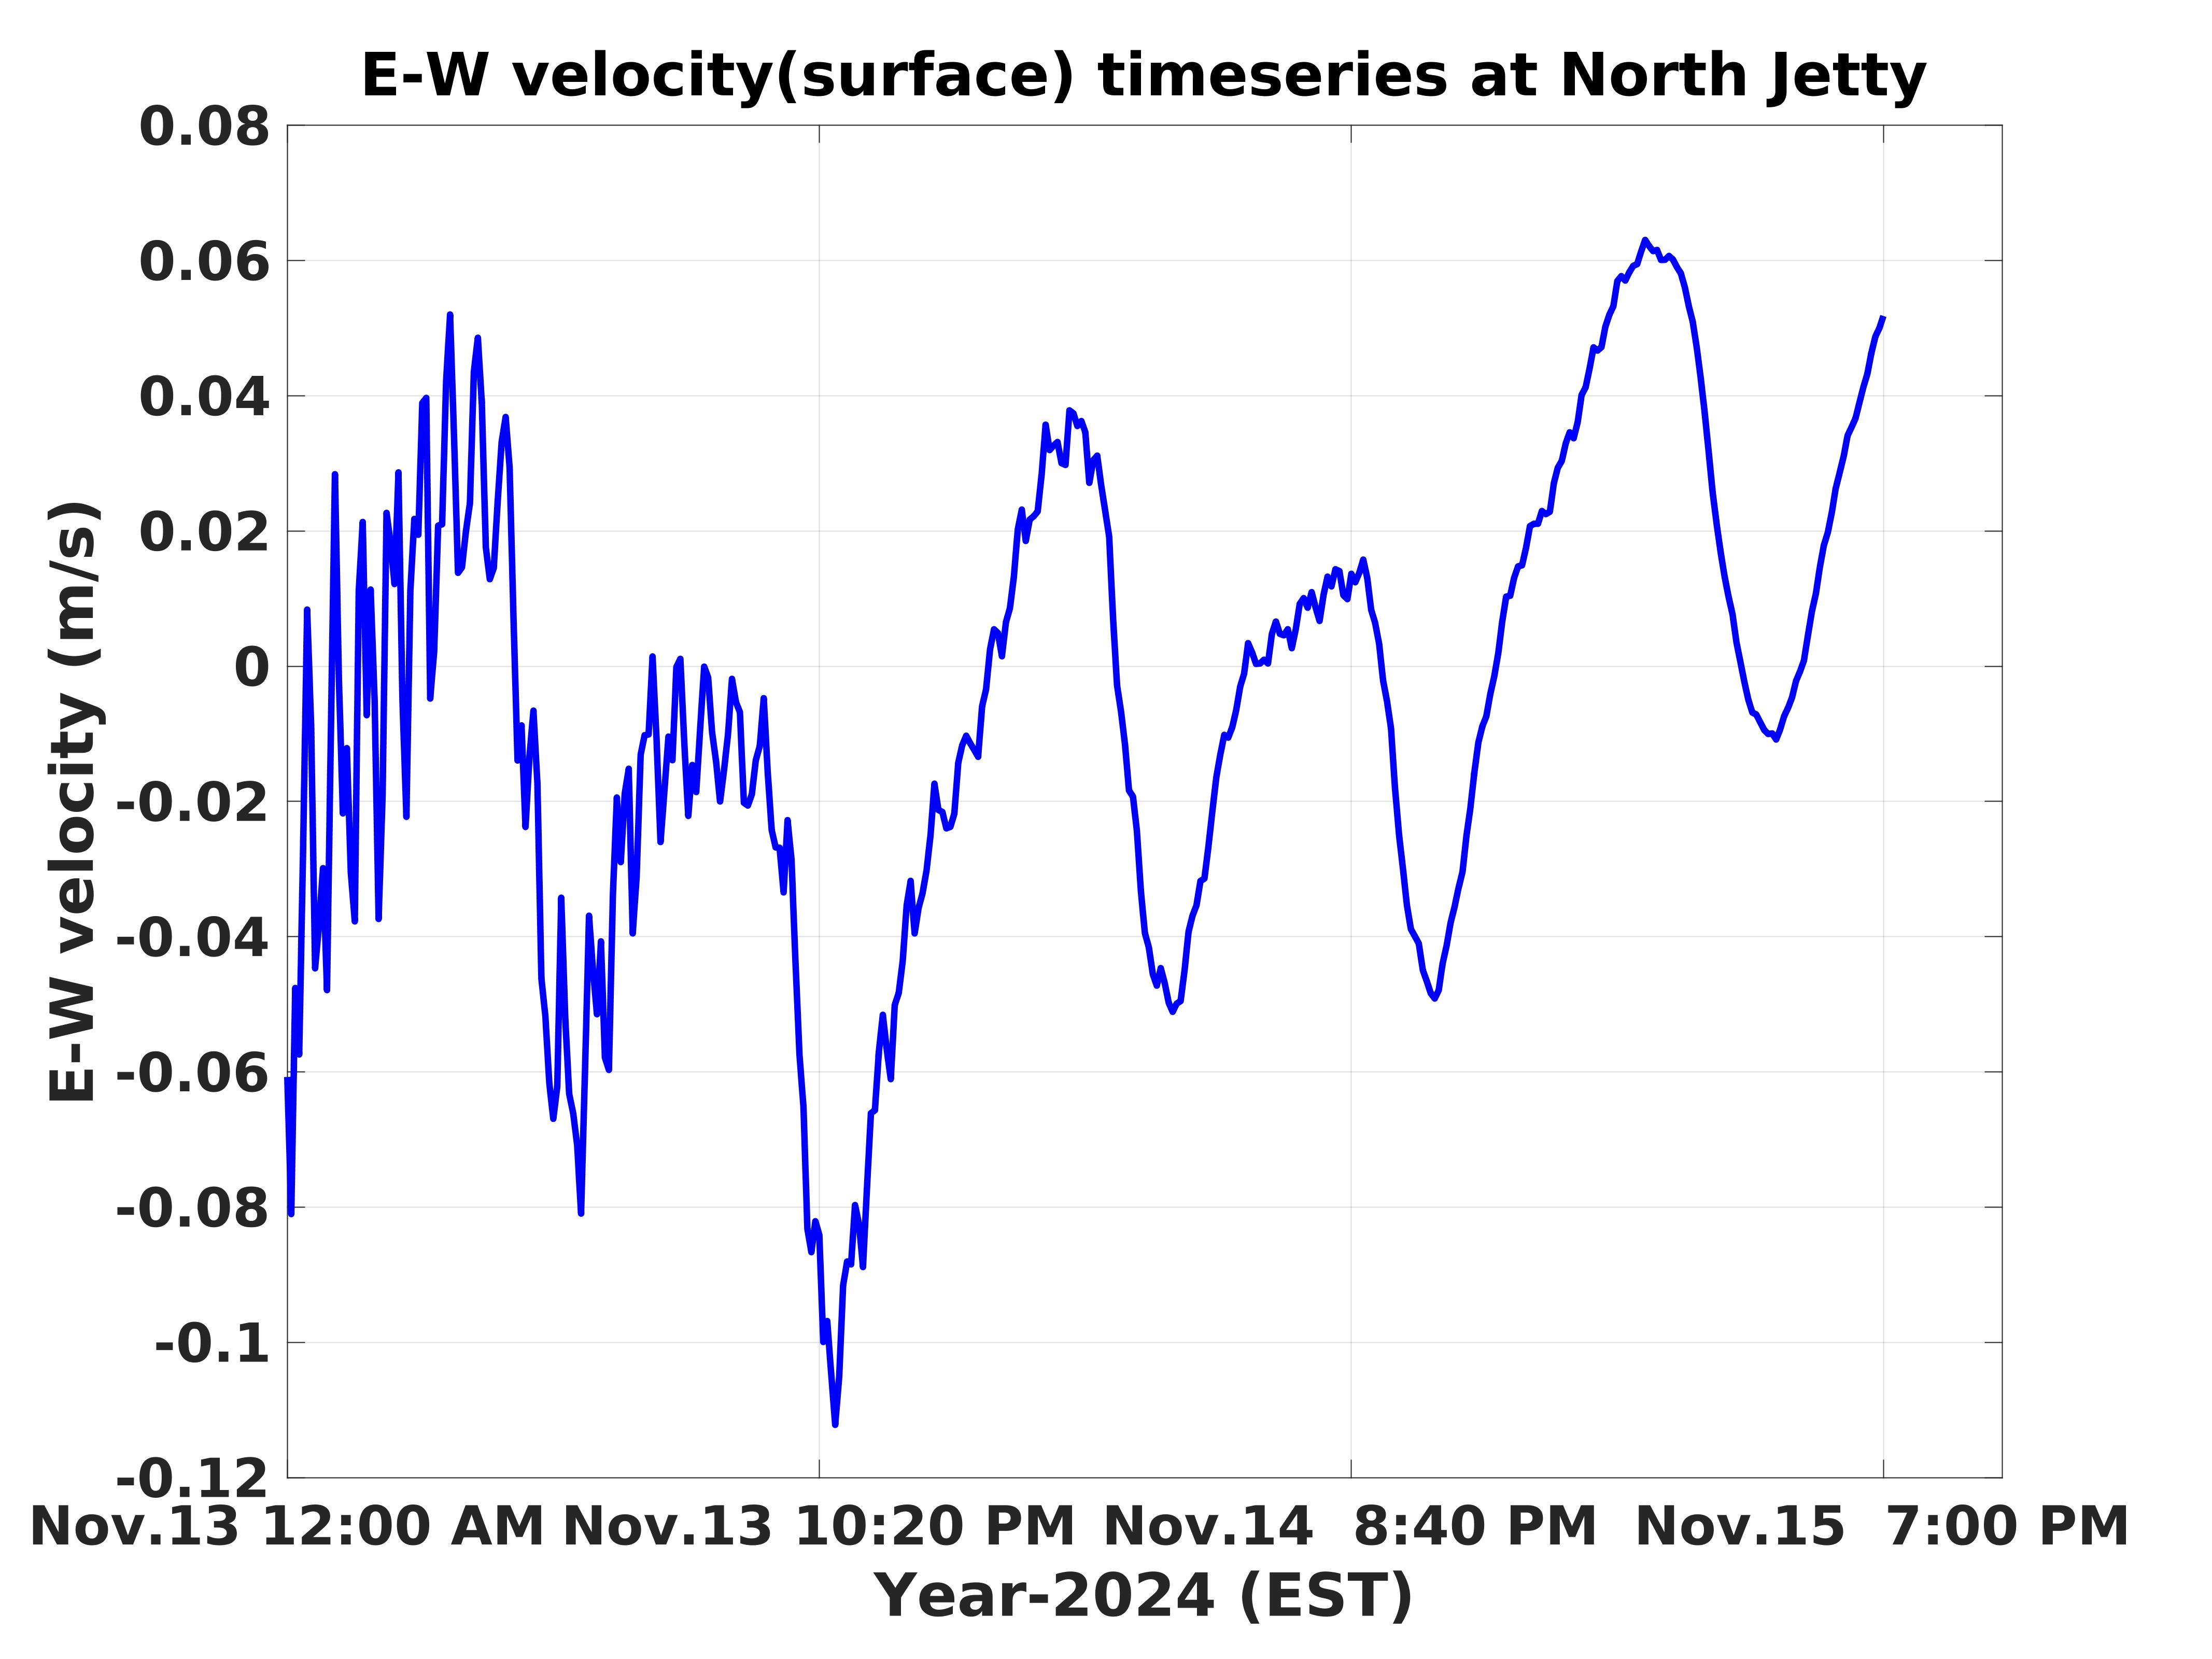 E-W velocity(surface) timeseries at North Jetty
0.08
0.06
0.04
0.02
0
-0.02
-0.04
-0.06
-0.08
-0.1
-0.12
E-W velocity (m/s)
Nov.13 12:00 AM Nov.13 10:20 PM Nov.14 8:40 PM Nov.15 7:00 PM
Year-2024 (EST)